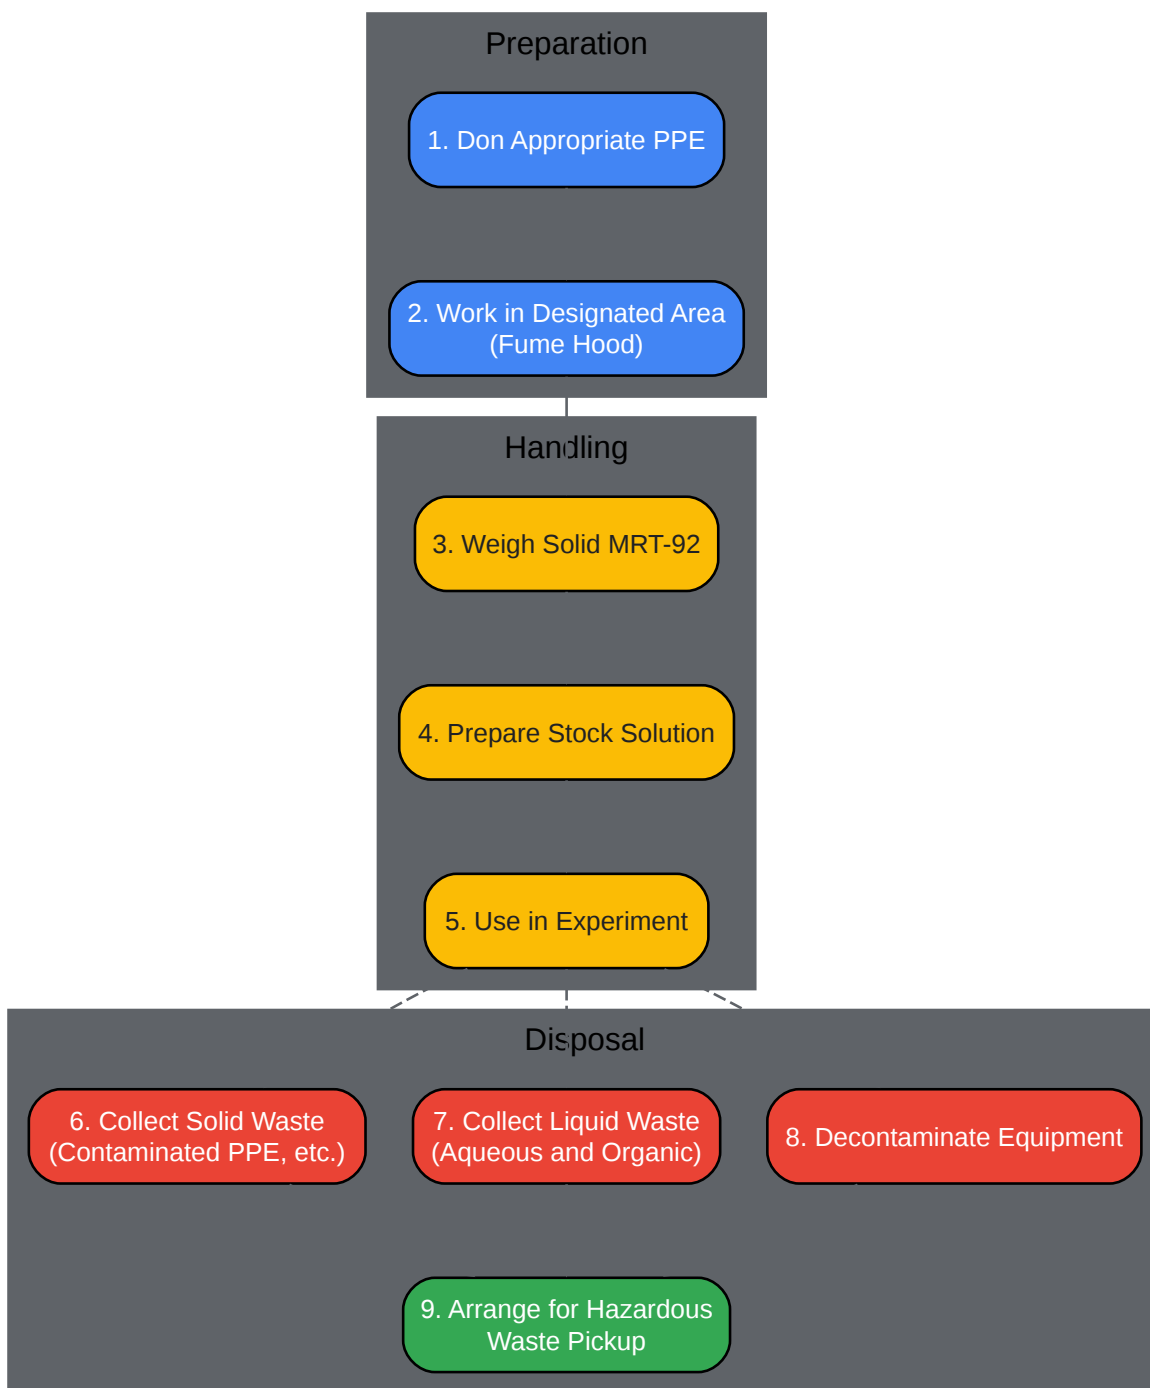 Preparation
1. Don Appropriate PPE
2. Work in Designated Area
(Fume Hood)
Handling
3. Weigh Solid MRT-92
4. Prepare Stock Solution
5. Use in Experiment
Disposal
6. Collect Solid Waste
(Contaminated PPE, etc.)
7. Collect Liquid Waste
(Aqueous and Organic)
8. Decontaminate Equipment
9. Arrange for Hazardous
Waste Pickup